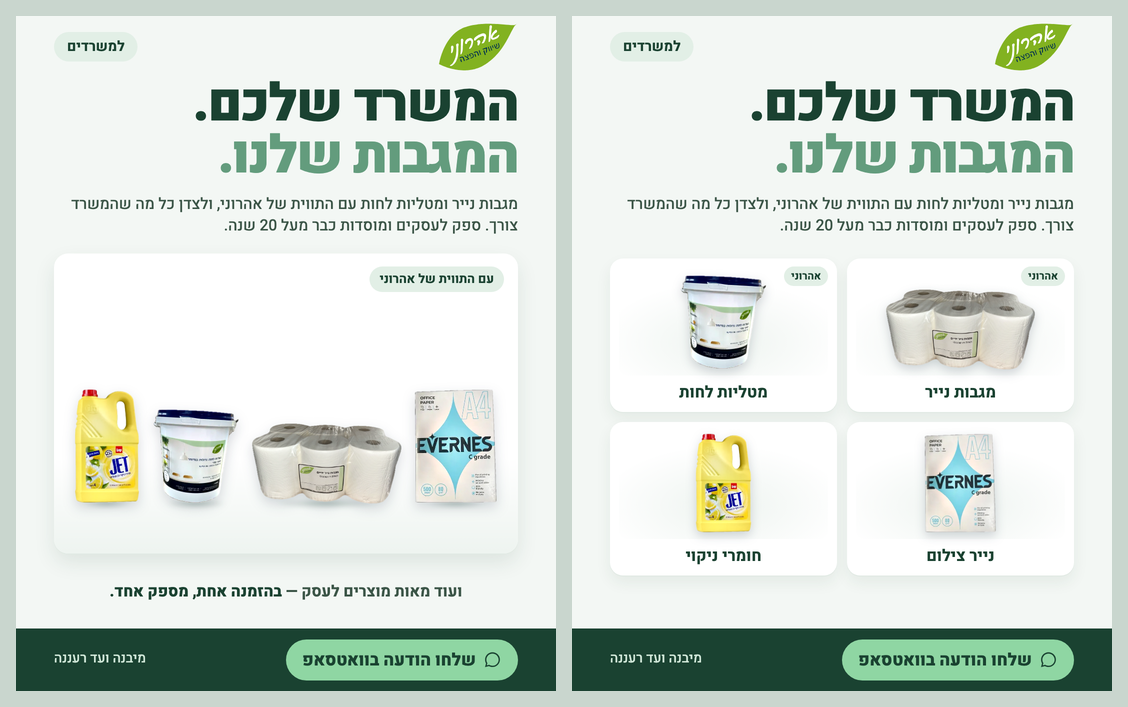 אהרוני
שיווק והפצה
למשרדים
המשרד שלכם.
המגבות שלנו.
מגבות נייר ומטליות לחות עם התווית של אהרוני, ולצדן כל מה שהמשרד
צורך. ספק לעסקים ומוסדות כבר מעל 20 שנה.
אהרוני
מגבות נייר
אהרוני
מטליות לחות
OFFICE
PAPER
A4
EVERNES
C grade
נייר צילום
JET
חומרי ניקוי
שלחו הודעה בוואטסאפ
מיבנה ועד רעננה
אהרוני
שיווק והפצה
למשרדים
המשרד שלכם.
המגבות שלנו.
מגבות נייר ומטליות לחות עם התווית של אהרוני, ולצדן כל מה שהמשרד
צורך. ספק לעסקים ומוסדות כבר מעל 20 שנה.
עם התווית של אהרוני
OFFICE
PAPER
A4
EVERNES
C grade
JET
ועוד מאות מוצרים לעסק — בהזמנה אחת, מספק אחד.
שלחו הודעה בוואטסאפ
מיבנה ועד רעננה